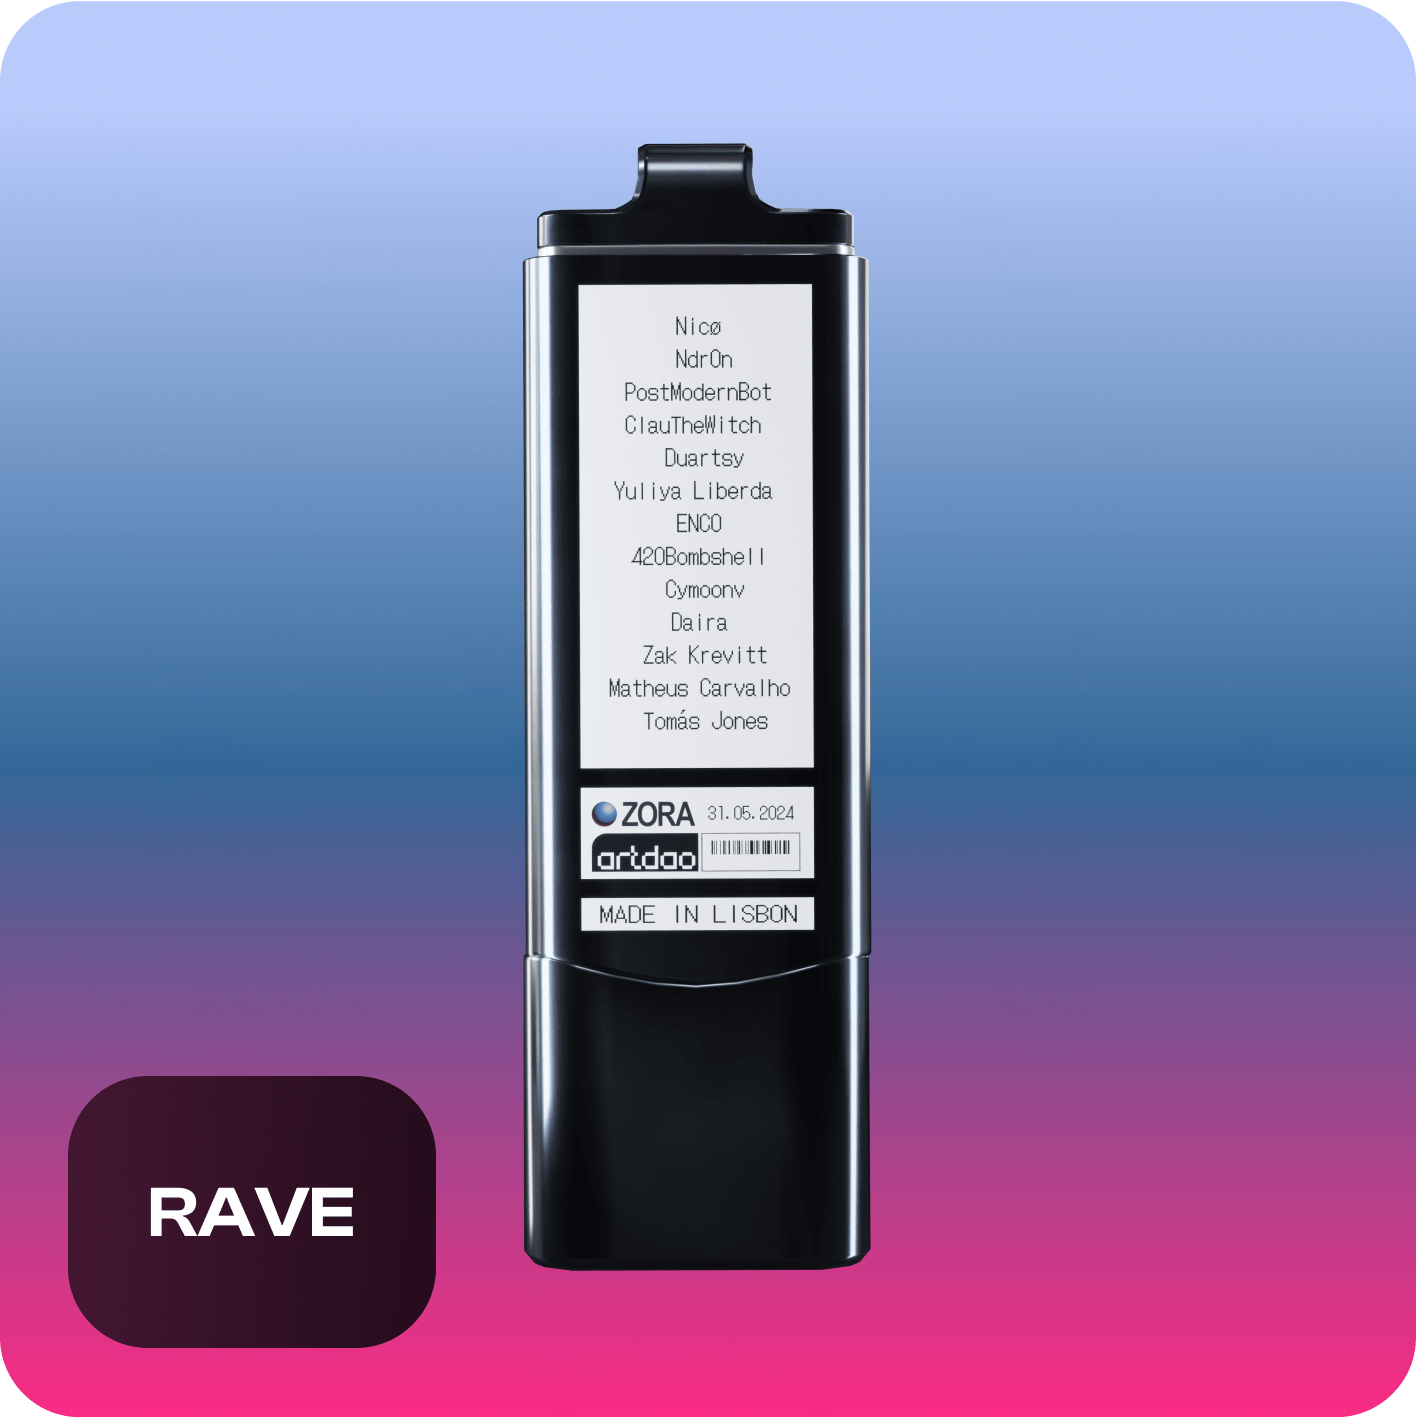 Nicø
Ndr0n
PostModernBot
ClauTheWitch
Duartsy
Yuliya Liberda
ENCO
420Bombshell
Cymoonv
Daira
Zak Krevitt
Matheus Carvalho
Tomás Jones
ZORA 31.05.2024
artdao
MADE IN LISBON
RAVE